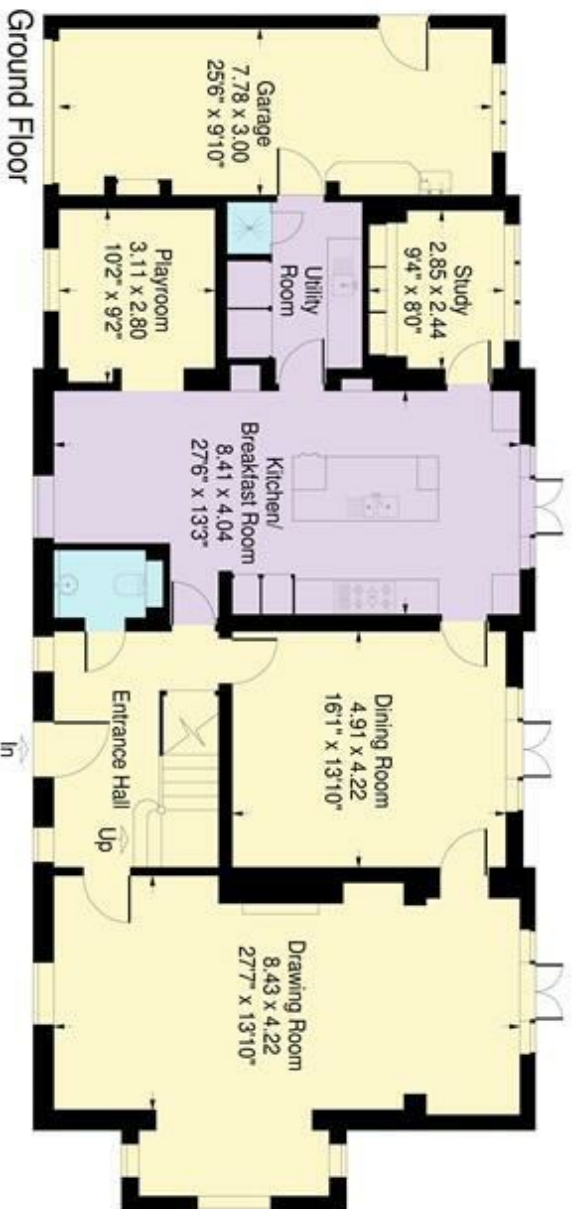 Garage
7.78 x 3.00
25'6" x 9'10"
Study
2.85 x 2.44
9'4" x 8'0"
Utility
Room
Playroom
3.11 x 2.80
10'2" x 9'2"
Kitchen/
Breakfast Room
8.41 x 4.04
27'6" x 13'3"
Dining Room
4.91 x 4.22
16'1" x 13'10"
Entrance Hall
Up
In
Drawing Room
8.43 x 4.22
27'7" x 13'10"
Ground Floor